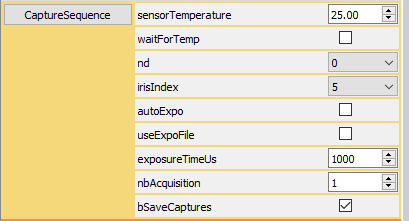 CaptureSequence sensorTemperature 25.00
waitForTemp
nd 0
irisIndex 5
autoExpo
useExpoFile
exposureTimeUs 1000
nbAcquisition 1
bSaveCaptures